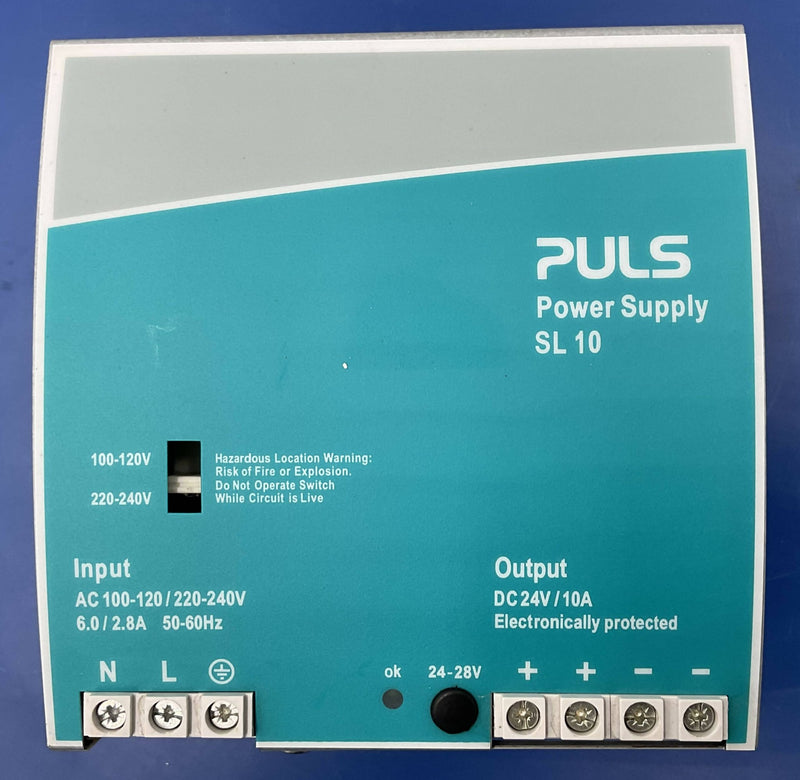 PULS
Power Supply
SL 10
100-120V
220-240V
Hazardous Location Warning:
Risk of Fire or Explosion.
Do Not Operate Switch
While Circuit is Live
Input
AC 100-120 / 220-240V
6.0 / 2.8A 50-60Hz
Output
DC 24V / 10A
Electronically protected
N L
ok 24-28V + + − −